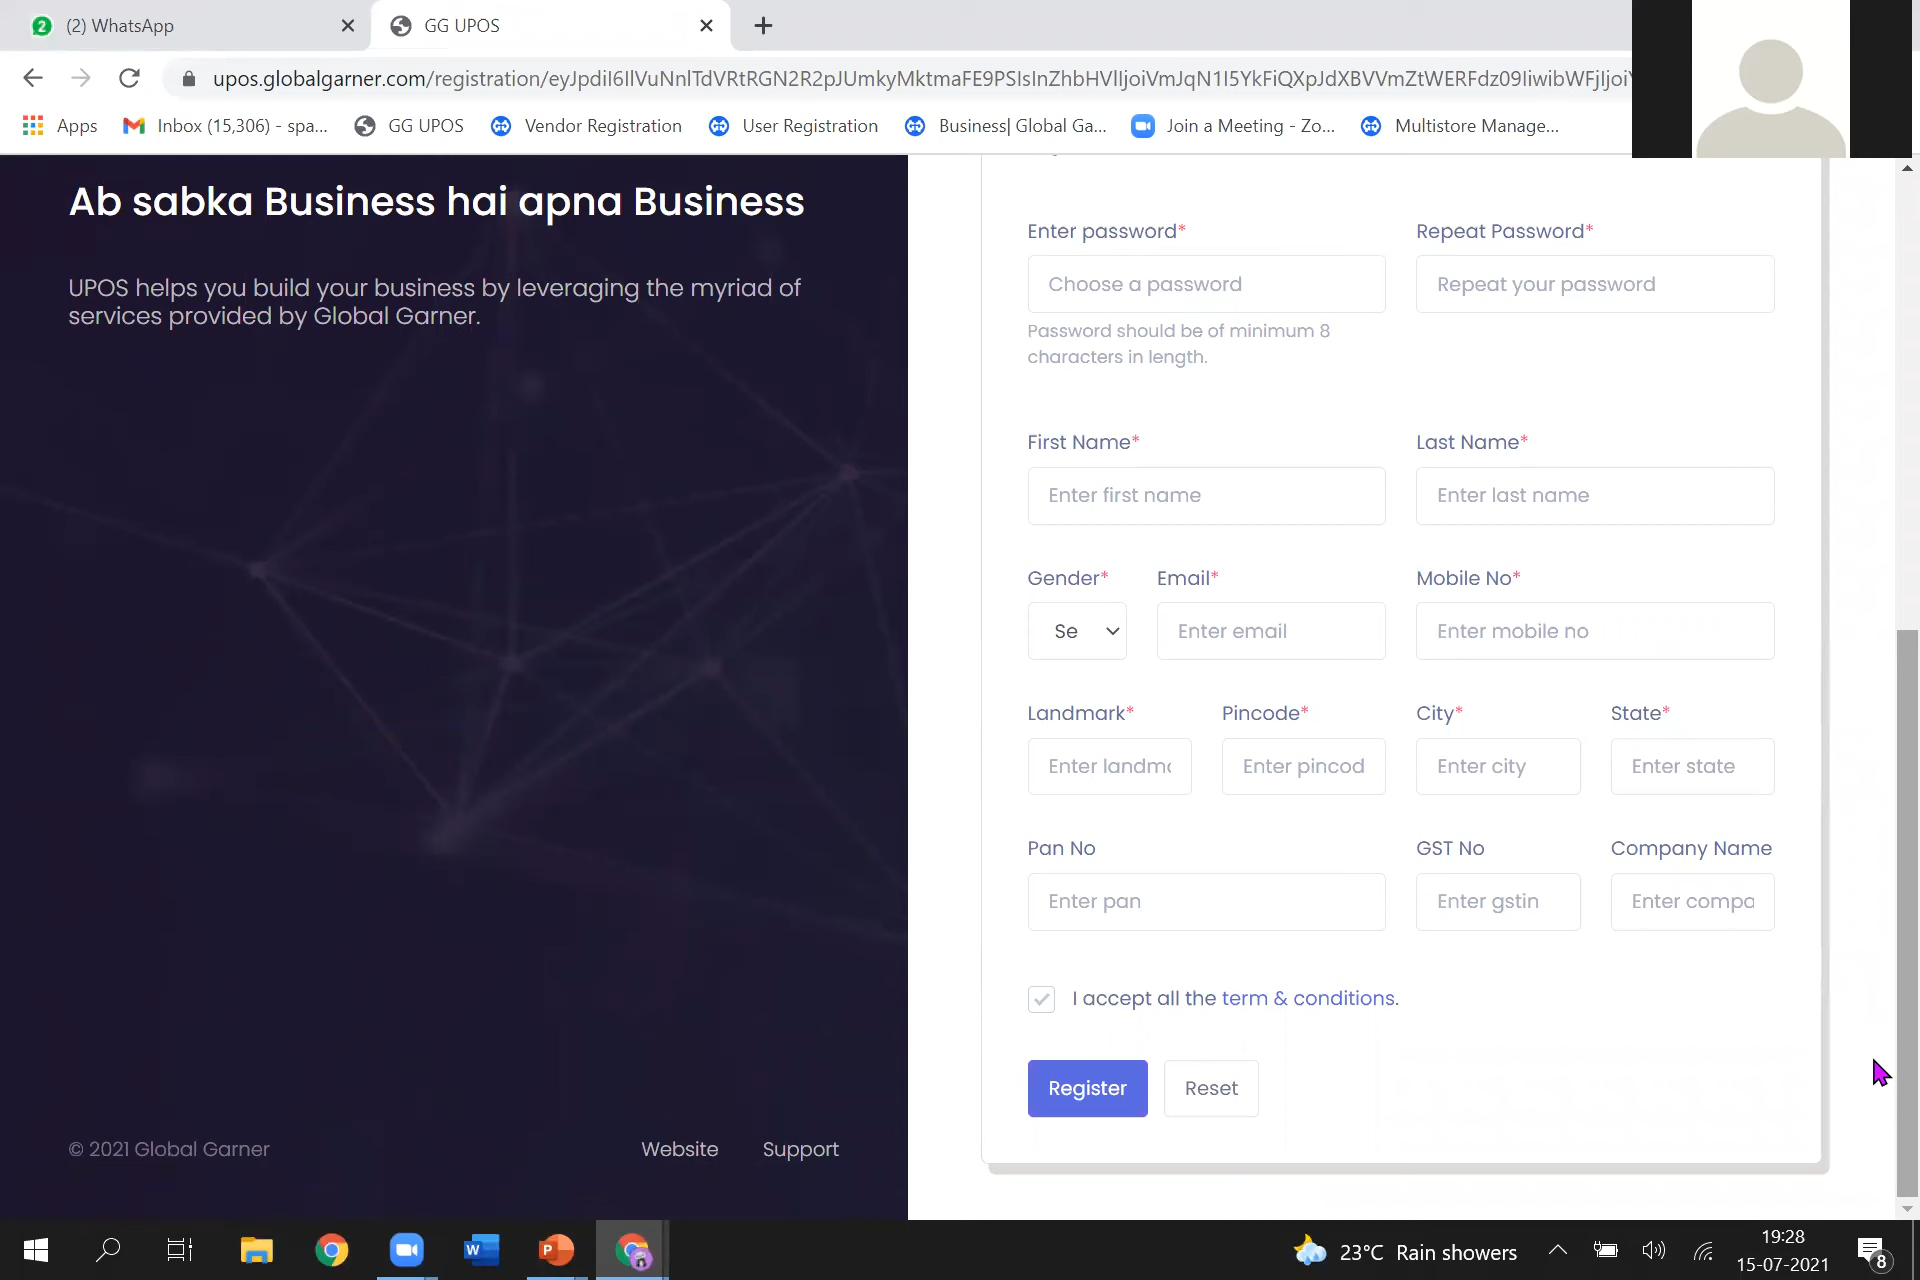 2
(2) WhatsApp
GG UPOS
upos.globalgarner.com/registration/
Apps
Inbox (15,306) - spa...
GG UPOS
Vendor Registration
User Registration
Business| Global Ga...
Join a Meeting - Zo...
Multistore Manage...
Ab sabka Business hai apna Business
UPOS helps you build your business by leveraging the myriad of
services provided by Global Garner.
Enter password*
Repeat Password*
Choose a password
Repeat your password
Password should be of minimum 8
characters in length.
First Name*
Last Name*
Enter first name
Enter last name
Gender*
Email*
Mobile No*
Se
Enter email
Enter mobile no
Landmark*
Pincode*
City*
State*
Enter landm
Enter pincod
Enter city
Enter state
Pan No
GST No
Company Name
Enter pan
Enter gstin
Enter compa
I accept all the term & conditions.
Register
Reset
© 2021 Global Garner
Website
Support
W
P
23°C Rain showers
19:28
15-07-2021
8